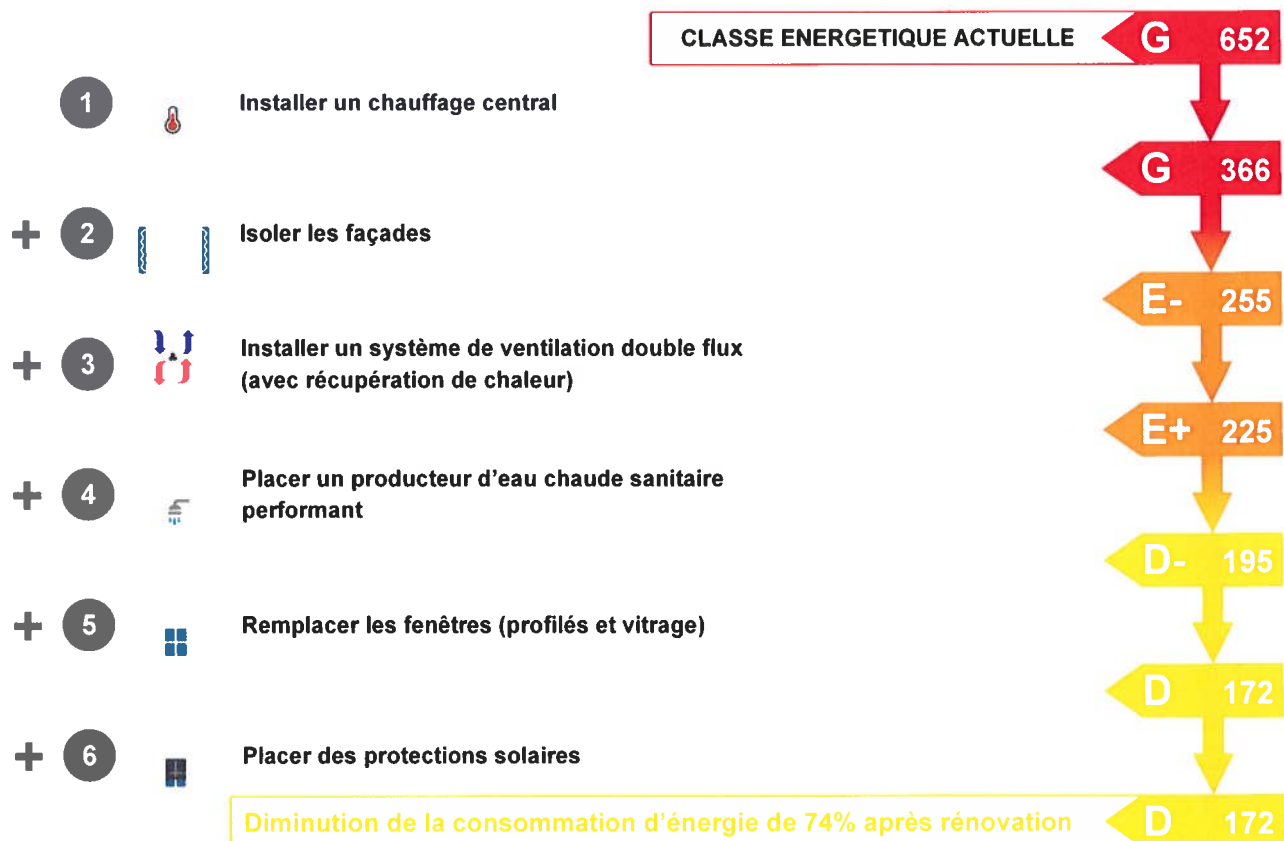 CLASSE ENERGETIQUE ACTUELLE G 652
1 Installer un chauffage central
G 366
+ 2 Isoler les façades
E- 255
+ 3 Installer un système de ventilation double flux
(avec récupération de chaleur)
E+ 225
+ 4 Placer un producteur d'eau chaude sanitaire
performant
D- 195
+ 5 Remplacer les fenêtres (profilés et vitrage)
D 172
+ 6 Placer des protections solaires
Diminution de la consommation d'énergie de 74% après rénovation D 172